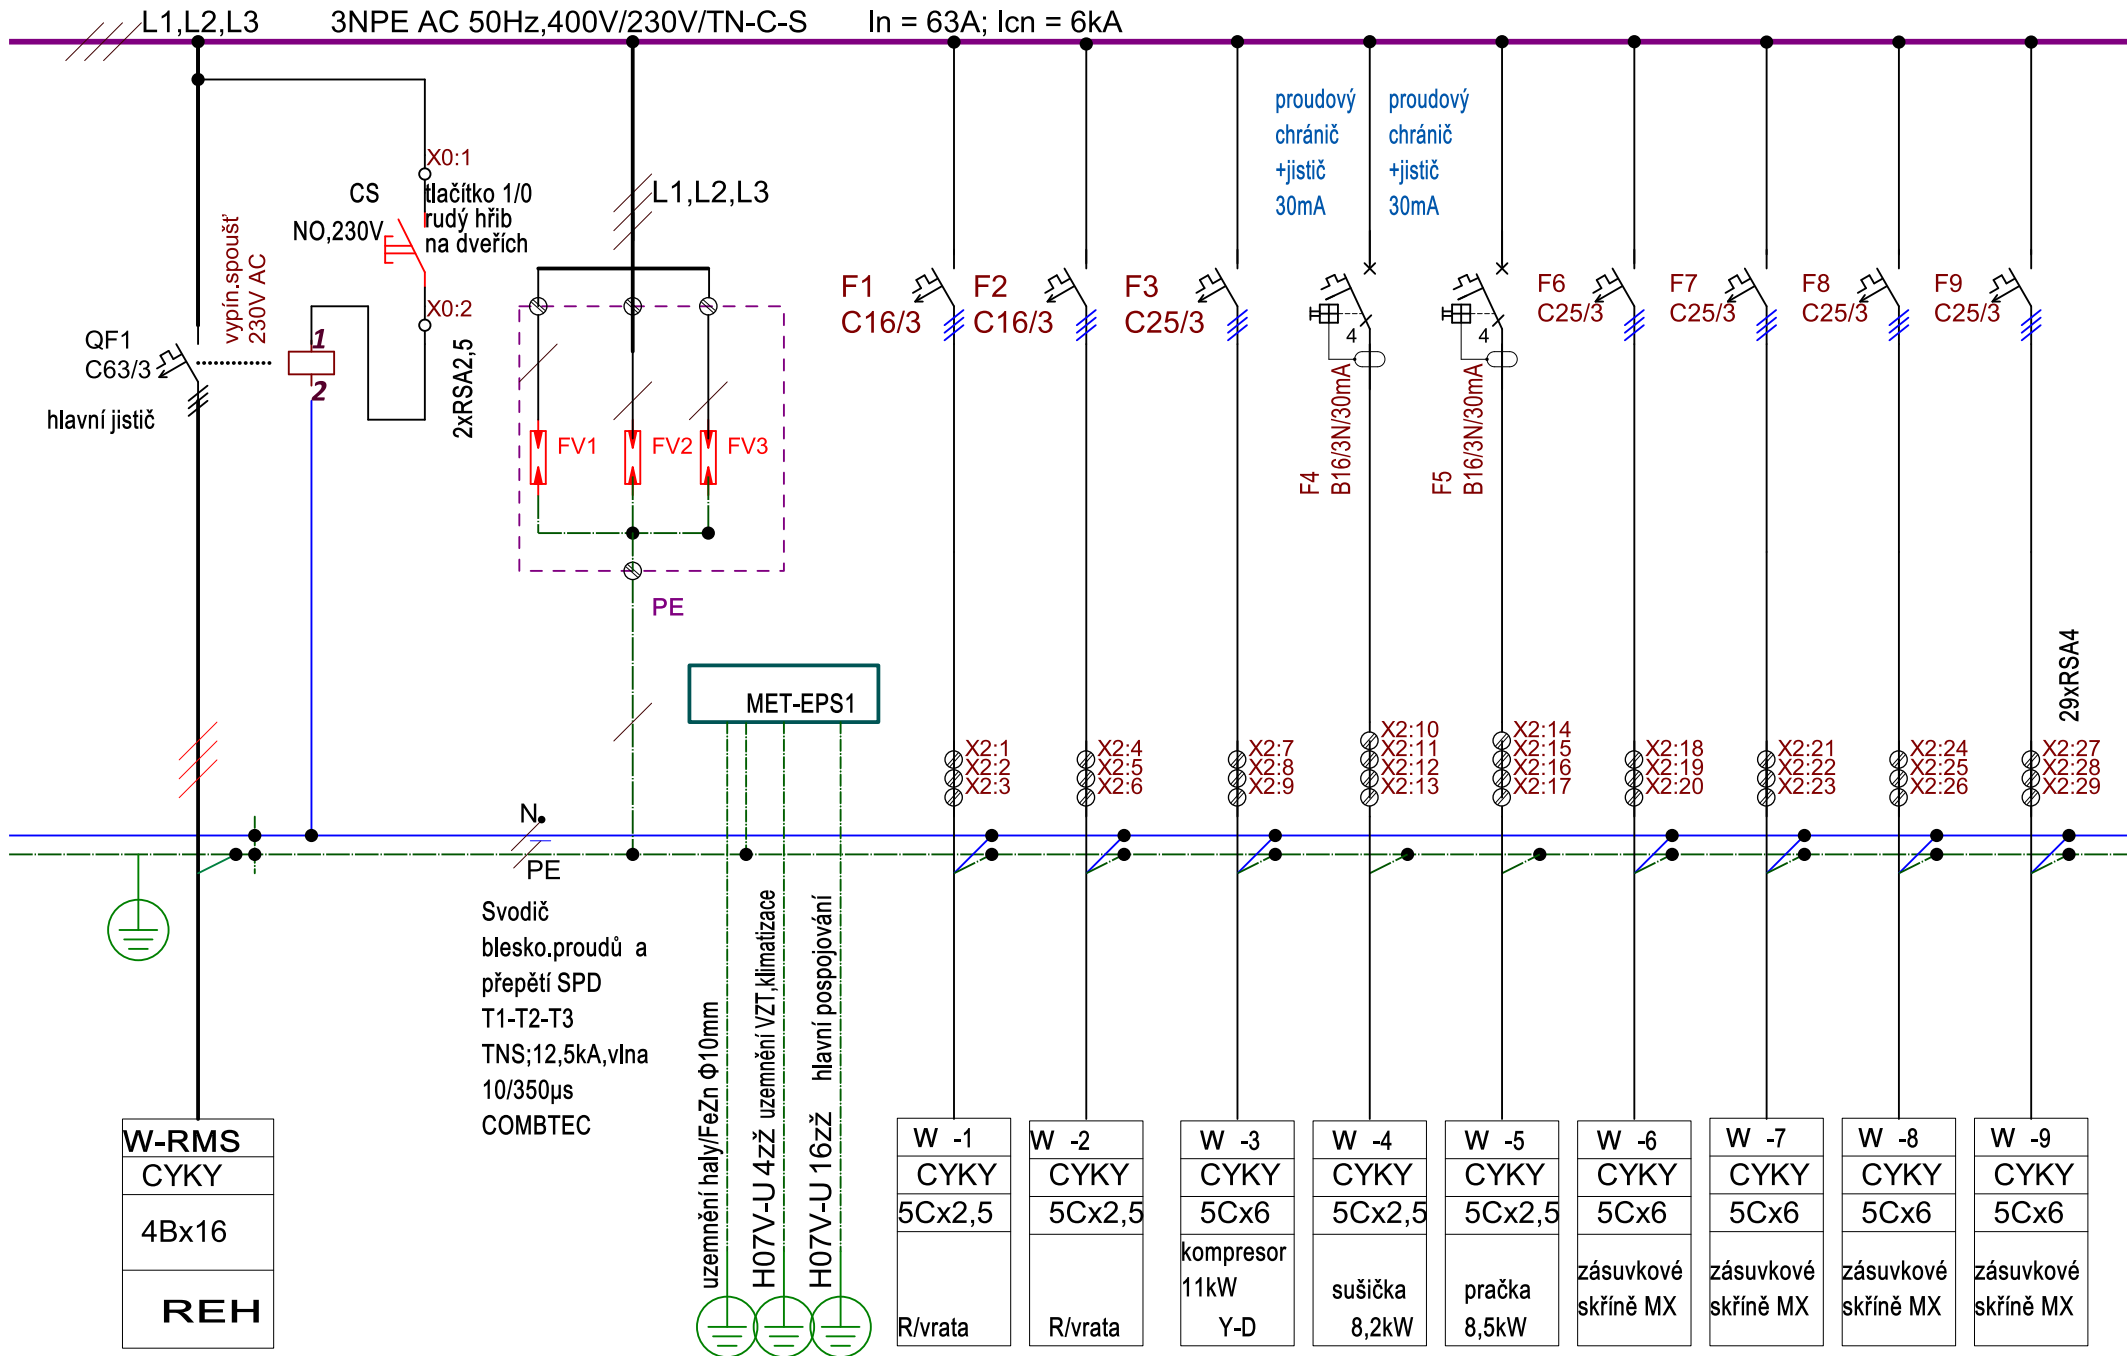 L1,L2,L3 3NPE AC 50Hz,400V/230V/TN-C-S In = 63A; Icn = 6kA
X0:1
CS
NO,230V
tlačítko 1/0
rudý hřib
na dveřích
X0:2
vypín.spoušť
230V AC
1
2
QF1
C63/3
hlavní jistič
2xRSA2,5
L1,L2,L3
FV1
FV2
FV3
PE
MET-EPS1
N
PE
Svodič
blesko.proudů a
přepětí SPD
T1-T2-T3
TNS;12,5kA,vlna
10/350µs
COMBTEC
uzemnění haly/FeZn Φ10mm
H07V-U 4zž uzemnění VZT,klimatizace
H07V-U 16zž hlavní pospojování
proudový
chránič
+jistič
30mA
proudový
chránič
+jistič
30mA
F1
C16/3
F2
C16/3
F3
C25/3
4
F4
B16/3N/30mA
4
F5
B16/3N/30mA
F6
C25/3
F7
C25/3
F8
C25/3
F9
C25/3
29xRSA4
X2:1
X2:2
X2:3
X2:4
X2:5
X2:6
X2:7
X2:8
X2:9
X2:10
X2:11
X2:12
X2:13
X2:14
X2:15
X2:16
X2:17
X2:18
X2:19
X2:20
X2:21
X2:22
X2:23
X2:24
X2:25
X2:26
X2:27
X2:28
X2:29
W-RMS
CYKY
4Bx16
REH
W -1
CYKY
5Cx2,5
R/vrata
W -2
CYKY
5Cx2,5
R/vrata
W -3
CYKY
5Cx6
kompresor
11kW
Y-D
W -4
CYKY
5Cx2,5
sušička
8,2kW
W -5
CYKY
5Cx2,5
pračka
8,5kW
W -6
CYKY
5Cx6
zásuvkové
skříně MX
W -7
CYKY
5Cx6
zásuvkové
skříně MX
W -8
CYKY
5Cx6
zásuvkové
skříně MX
W -9
CYKY
5Cx6
zásuvkové
skříně MX